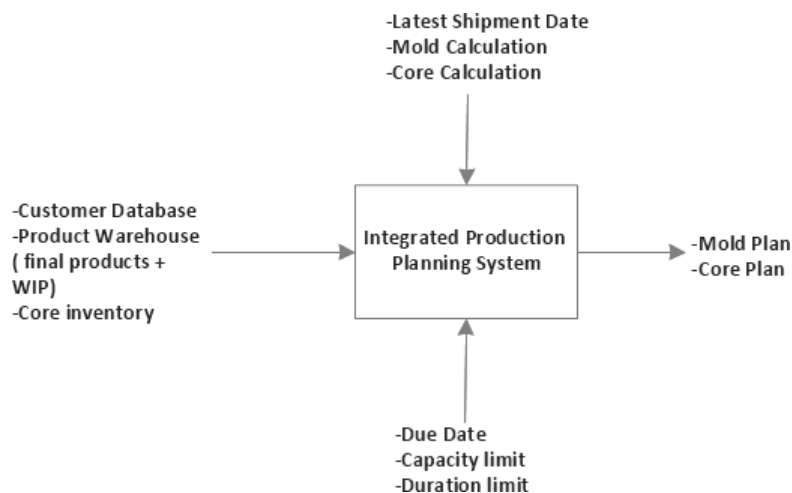 -Latest Shipment Date
-Mold Calculation
-Core Calculation
-Customer Database
-Product Warehouse
( final products +
WIP)
-Core inventory
Integrated Production
Planning System
-Mold Plan
-Core Plan
-Due Date
-Capacity limit
-Duration limit